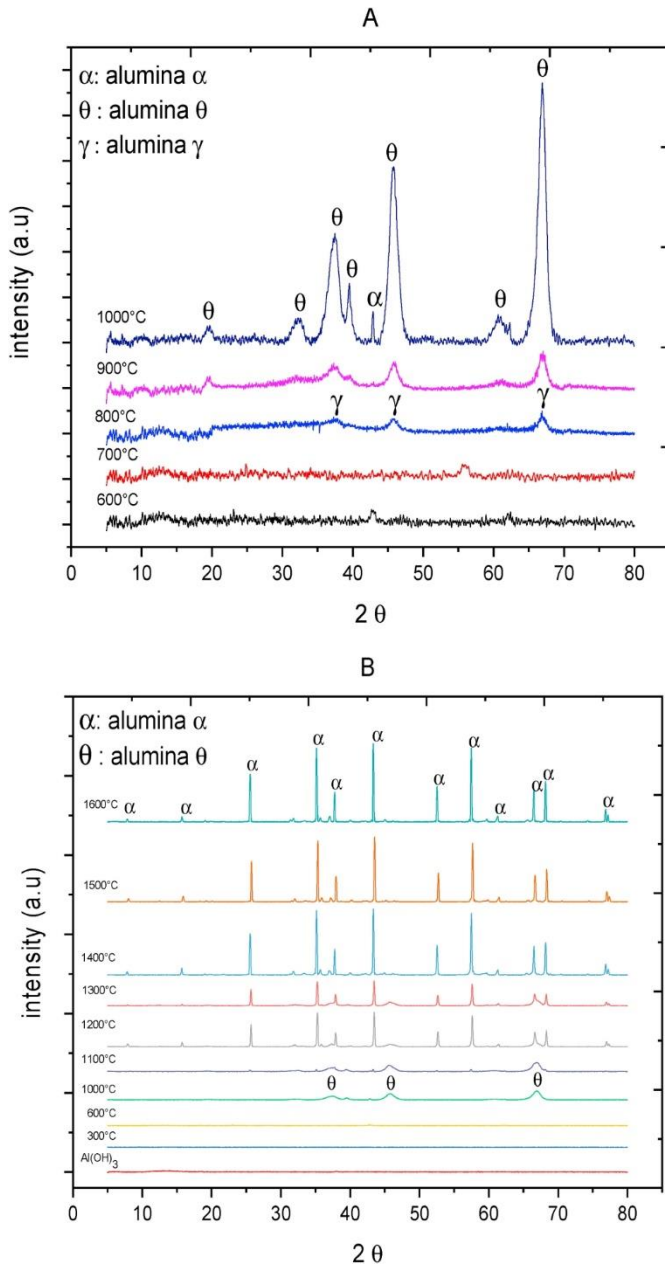 A
α: alumina α
θ : alumina θ
γ : alumina γ
θ
θ
θ
θ
θ
θ
α
θ
1000°C
900°C
γ
γ
γ
800°C
700°C
600°C
intensity (a.u)
0 10 20 30 40 50 60 70 80
2 θ
B
α: alumina α
θ : alumina θ
α
α
α
α
α
α
α
α
α
α
α
α
1600°C
1500°C
1400°C
1300°C
1200°C
1100°C
θ θ θ
1000°C
600°C
300°C
Al(OH)3
intensity (a.u)
0 10 20 30 40 50 60 70 80
2 θ